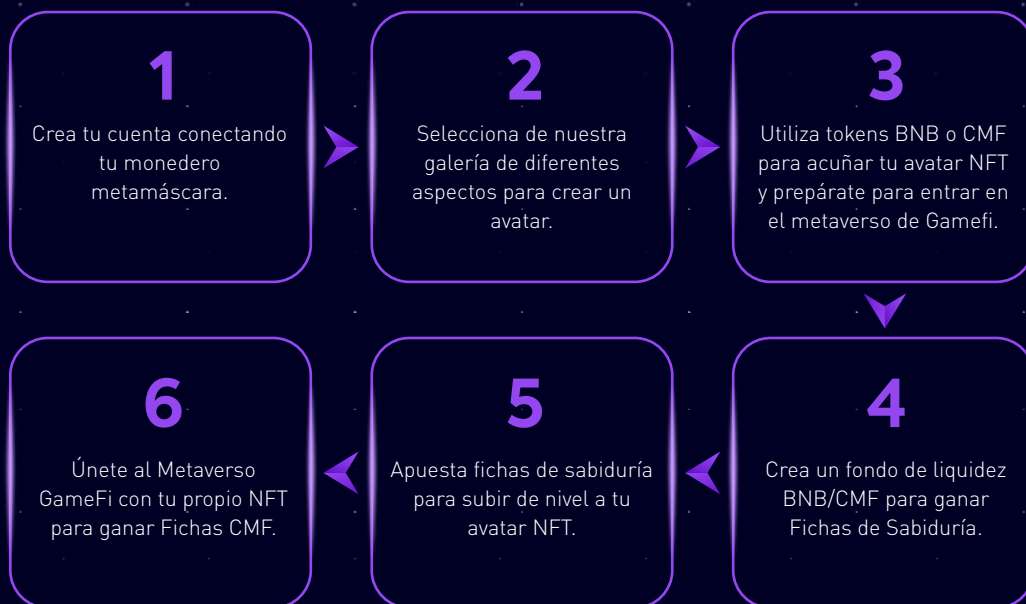 1
Crea tu cuenta conectando
tu monedero
metamáscara.
2
Selecciona de nuestra
galería de diferentes
aspectos para crear un
avatar.
3
Utiliza tokens BNB o CMF
para acuñar tu avatar NFT
y prepárate para entrar en
el metaverso de Gamefi.
4
Crea un fondo de liquidez
BNB/CMF para ganar
Fichas de Sabiduría.
5
Apuesta fichas de sabiduría
para subir de nivel a tu
avatar NFT.
6
Únete al Metaverso
GameFi con tu propio NFT
para ganar Fichas CMF.